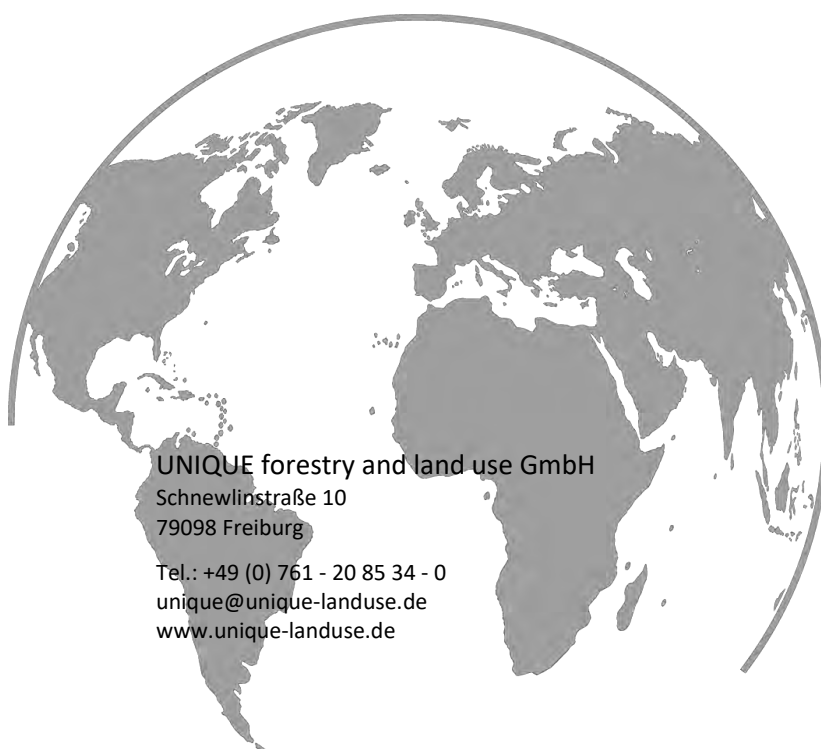 UNIQUE forestry and land use GmbH
Schnewlinstraße 10
79098 Freiburg
Tel.: +49 (0) 761 - 20 85 34 - 0
unique@unique-landuse.de
www.unique-landuse.de